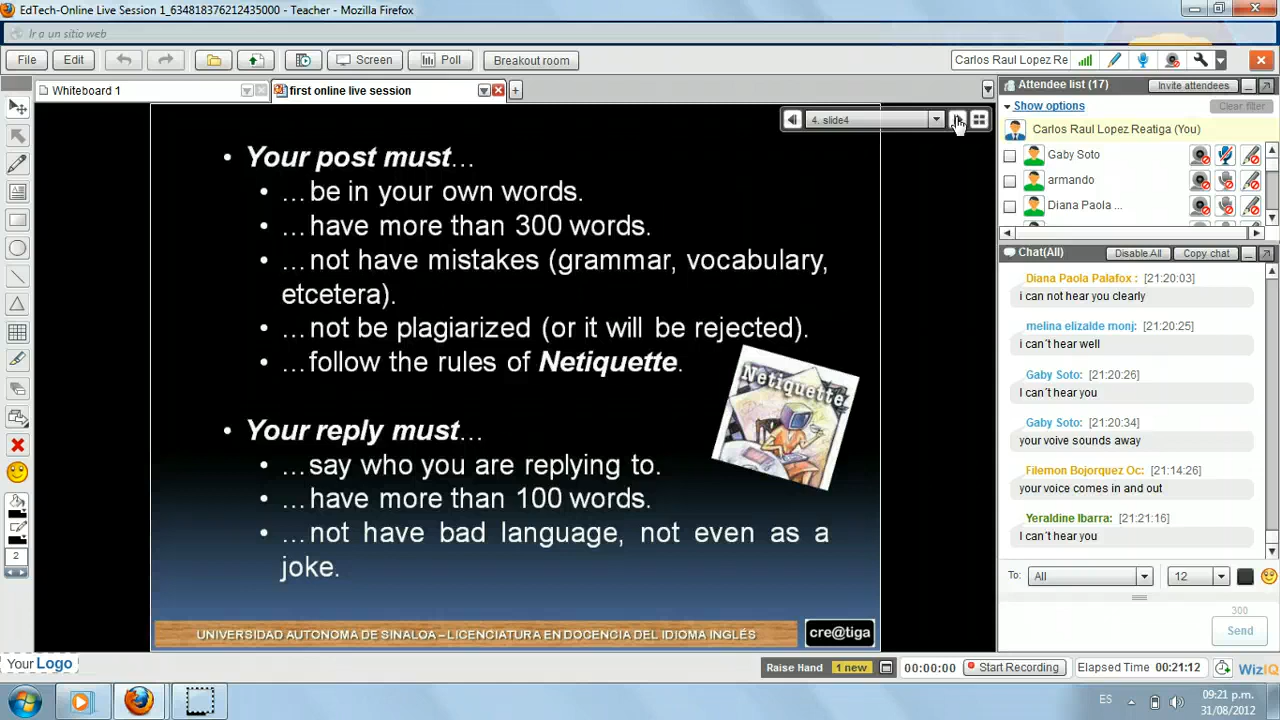 EdTech-Online Live Session 1_634818376212435000 - Teacher - Mozilla Firefox
Ir a un sitio web
File Edit Screen Poll Breakout room Carlos Raul Lopez Re
Whiteboard 1 first online live session
4. slide4
• Your post must…
• …be in your own words.
• …have more than 300 words.
• …not have mistakes (grammar, vocabulary,
etcetera).
• …not be plagiarized (or it will be rejected).
• …follow the rules of Netiquette.
Netiquette
• Your reply must…
• …say who you are replying to.
• …have more than 100 words.
• …not have bad language, not even as a
joke.
UNIVERSIDAD AUTONOMA DE SINALOA – LICENCIATURA EN DOCENCIA DEL IDIOMA INGLÉS
cre@tiga
2
Attendee list (17) Invite attendees
Show options Clear filter
Carlos Raul Lopez Reatiga (You)
Gaby Soto
armando
Diana Paola ...
Chat(All) Disable All Copy chat
Diana Paola Palafox : [21:20:03]
i can not hear you clearly
melina elizalde monj: [21:20:25]
i can´t hear well
Gaby Soto: [21:20:26]
I can´t hear you
Gaby Soto: [21:20:34]
your voive sounds away
Filemon Bojorquez Oc: [21:14:26]
your voice comes in and out
Yeraldine Ibarra: [21:21:16]
I can´t hear you
To: All 12
300
Send
Your Logo
Raise Hand 1 new 00:00:00 Start Recording Elapsed Time 00:21:12 WizIQ
ES
09:21 p.m.
31/08/2012